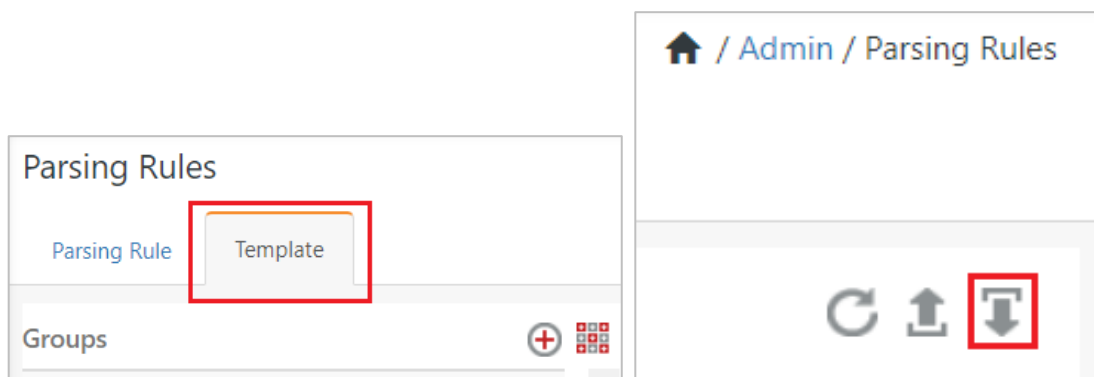 Parsing Rules
Parsing Rule
Template
Groups
/ Admin / Parsing Rules